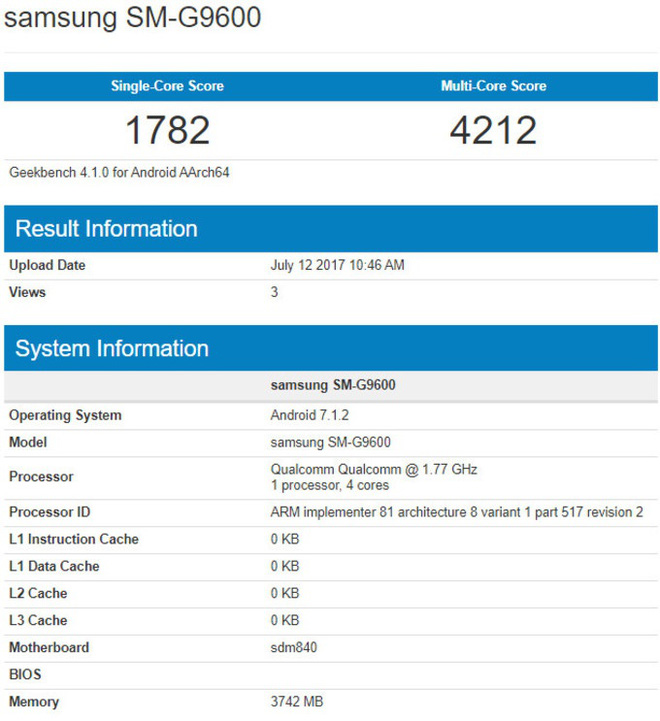 samsung SM-G9600
Single-Core Score Multi-Core Score
1782 4212
Geekbench 4.1.0 for Android AArch64
Result Information
Upload Date July 12 2017 10:46 AM
Views 3
System Information
samsung SM-G9600
Operating System Android 7.1.2
Model samsung SM-G9600
Processor Qualcomm Qualcomm @ 1.77 GHz
1 processor, 4 cores
Processor ID ARM implementer 81 architecture 8 variant 1 part 517 revision 2
L1 Instruction Cache 0 KB
L1 Data Cache 0 KB
L2 Cache 0 KB
L3 Cache 0 KB
Motherboard sdm840
BIOS
Memory 3742 MB